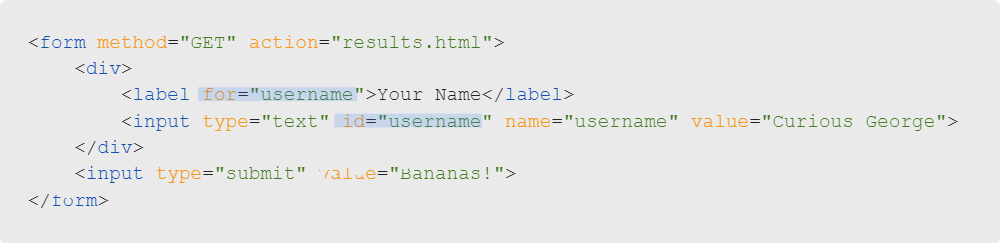 <form method="GET" action="results.html">
<div>
<label for="username">Your Name</label>
<input type="text" id="username" name="username" value="Curious George">
</div>
<input type="submit" value="Bananas!">
</form>